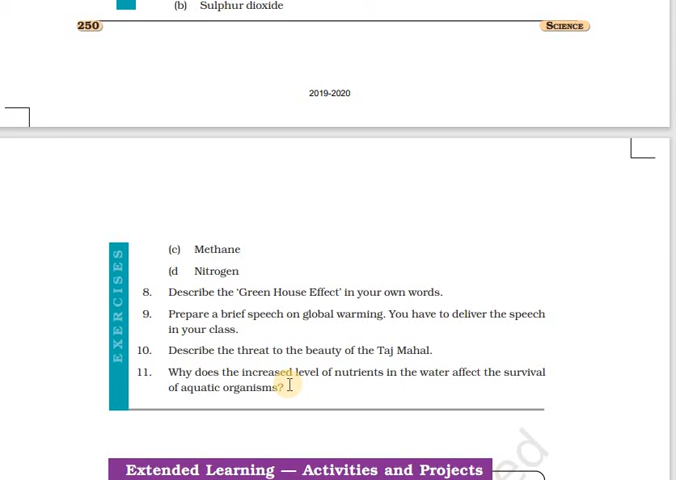 (b) Sulphur dioxide
250 SCIENCE
2019-2020
(c) Methane
(d Nitrogen
EXERCISES
8. Describe the ‘Green House Effect’ in your own words.
9. Prepare a brief speech on global warming. You have to deliver the speech
in your class.
10. Describe the threat to the beauty of the Taj Mahal.
11. Why does the increased level of nutrients in the water affect the survival
of aquatic organisms?
Extended Learning — Activities and Projects